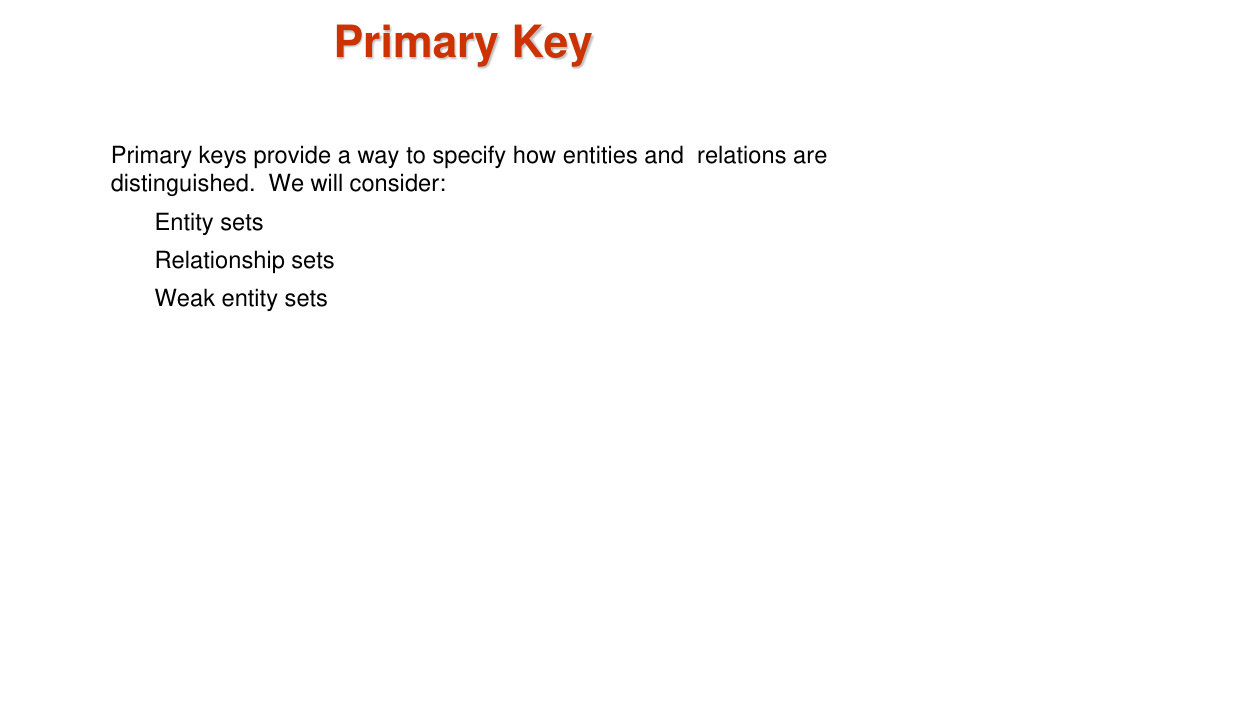 Primary Key
Primary keys provide a way to specify how entities and  relations are
distinguished.  We will consider:
Entity sets
Relationship sets
Weak entity sets